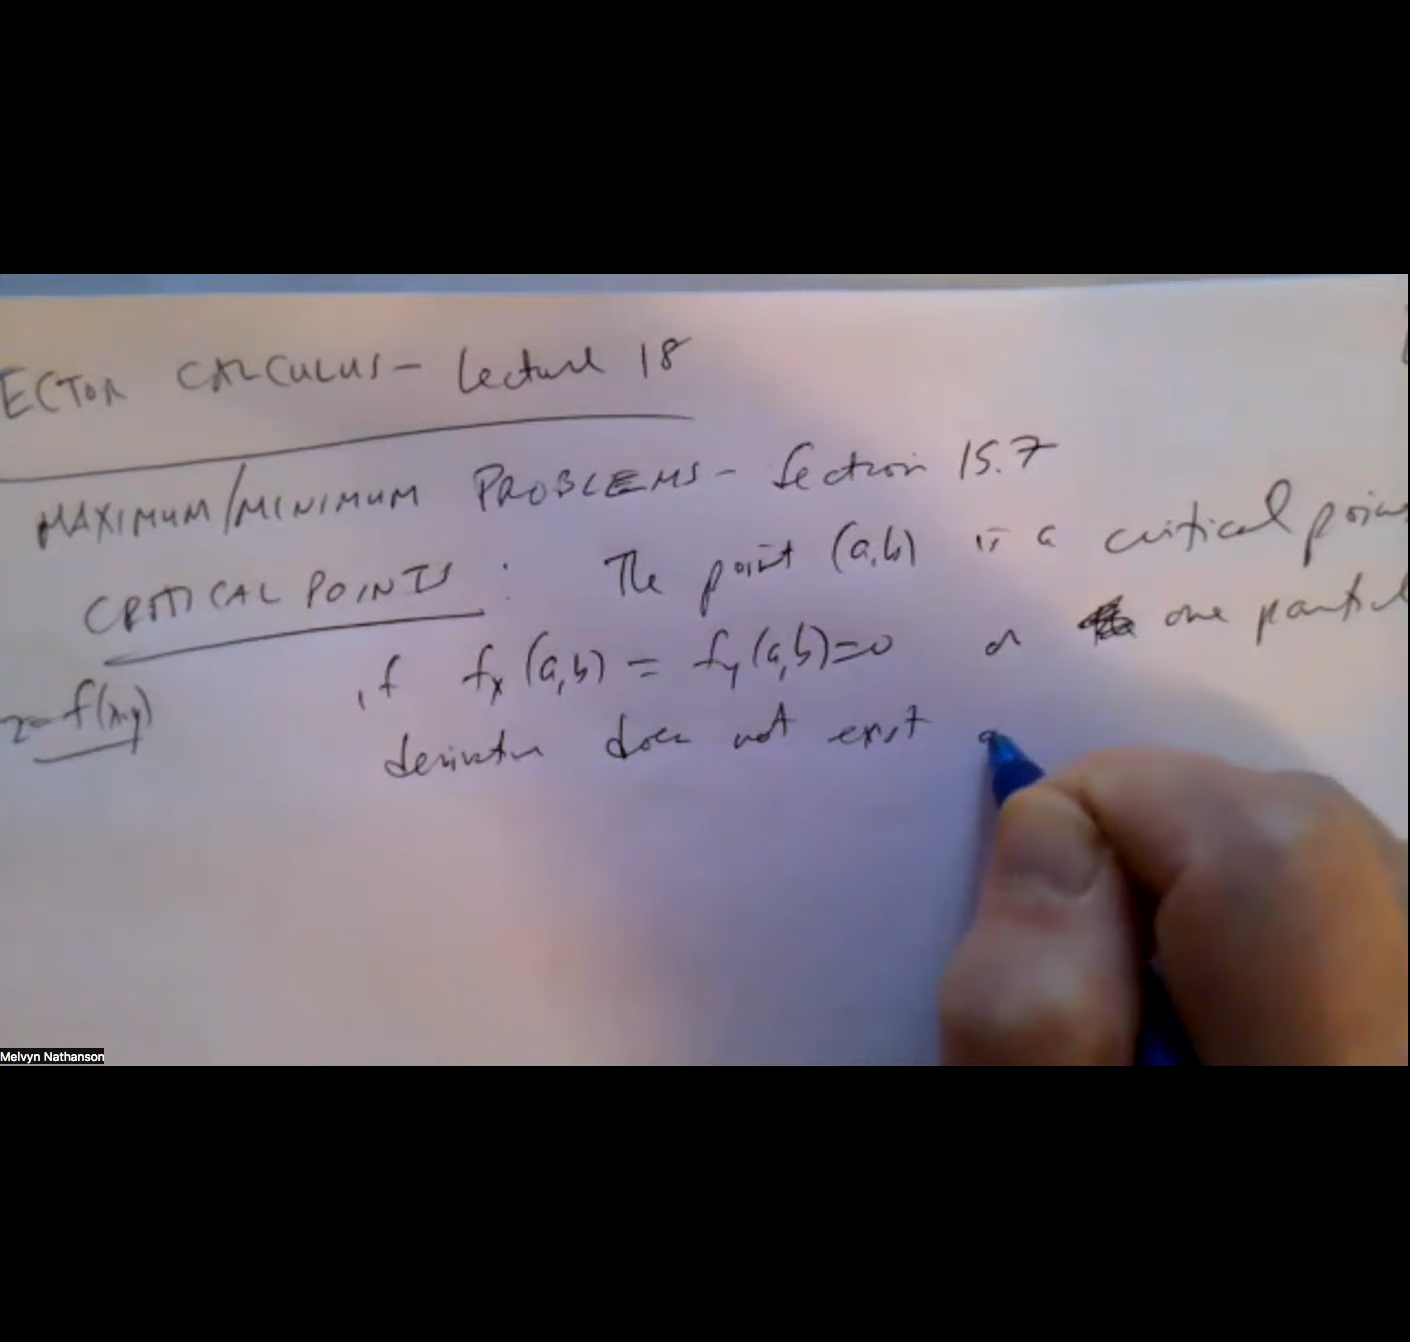 ECTOR CALCULUS - Lecture 18
MAXIMUM/MINIMUM PROBLEMS - Section 15.7
CRITICAL POINTS : The point (a,b) is a critical poin
if fx (a,b) = fy (a,b)=0 or one partial
z=f(x,y)
derivative does not exist a
Melvyn Nathanson